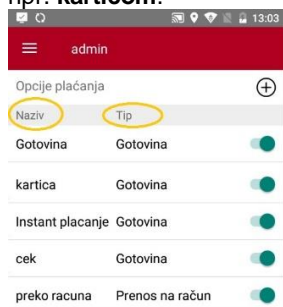 npr. karticom.
13:03
admin
Opcije plaćanja
Naziv Tip
Gotovina Gotovina
kartica Gotovina
Instant placanje Gotovina
cek Gotovina
preko racuna Prenos na račun